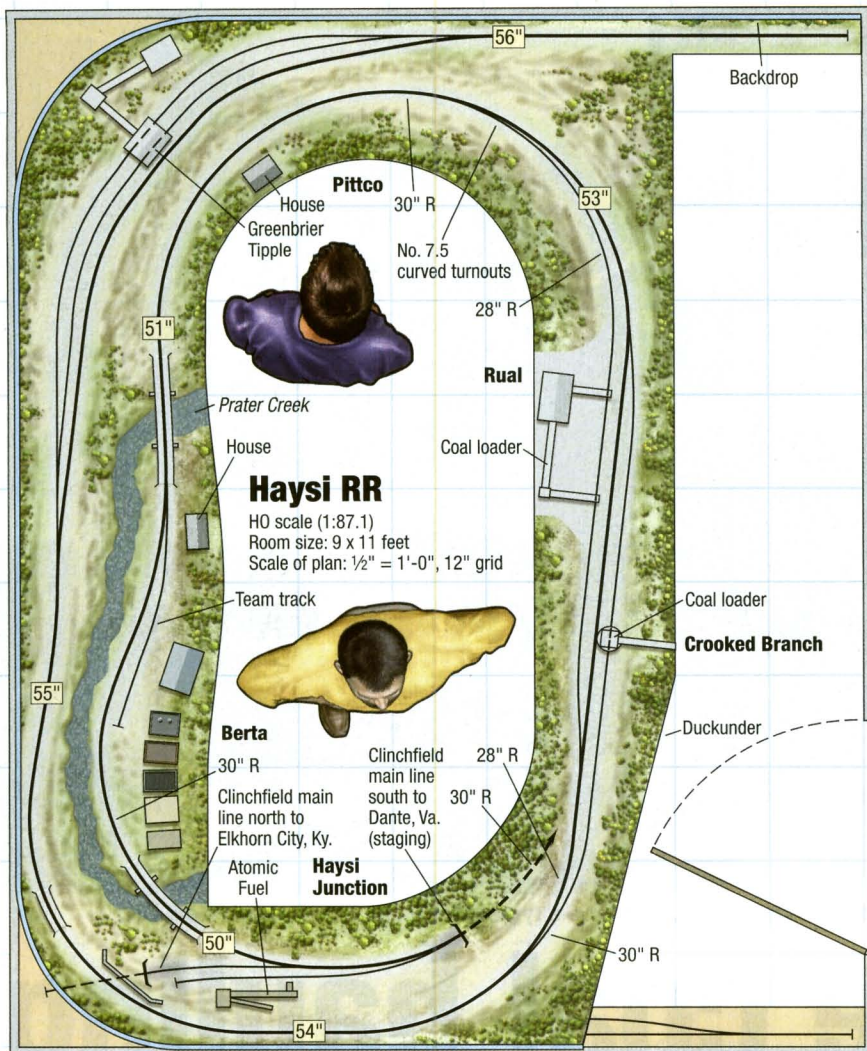 56"
Backdrop
Pittco
House
30" R
Greenbrier
Tipple
53"
No. 7.5
curved turnouts
28" R
51"
Rual
Prater Creek
House
Coal loader
Haysi RR
HO scale (1:87.1)
Room size: 9 x 11 feet
Scale of plan: ½" = 1'-0", 12" grid
Team track
Coal loader
Crooked Branch
55"
Berta
Duckunder
30" R
Clinchfield
main line
south to
Dante, Va.
(staging)
28" R
30" R
Clinchfield main
line north to
Elkhorn City, Ky.
Atomic
Fuel
Haysi
Junction
50"
30" R
54"